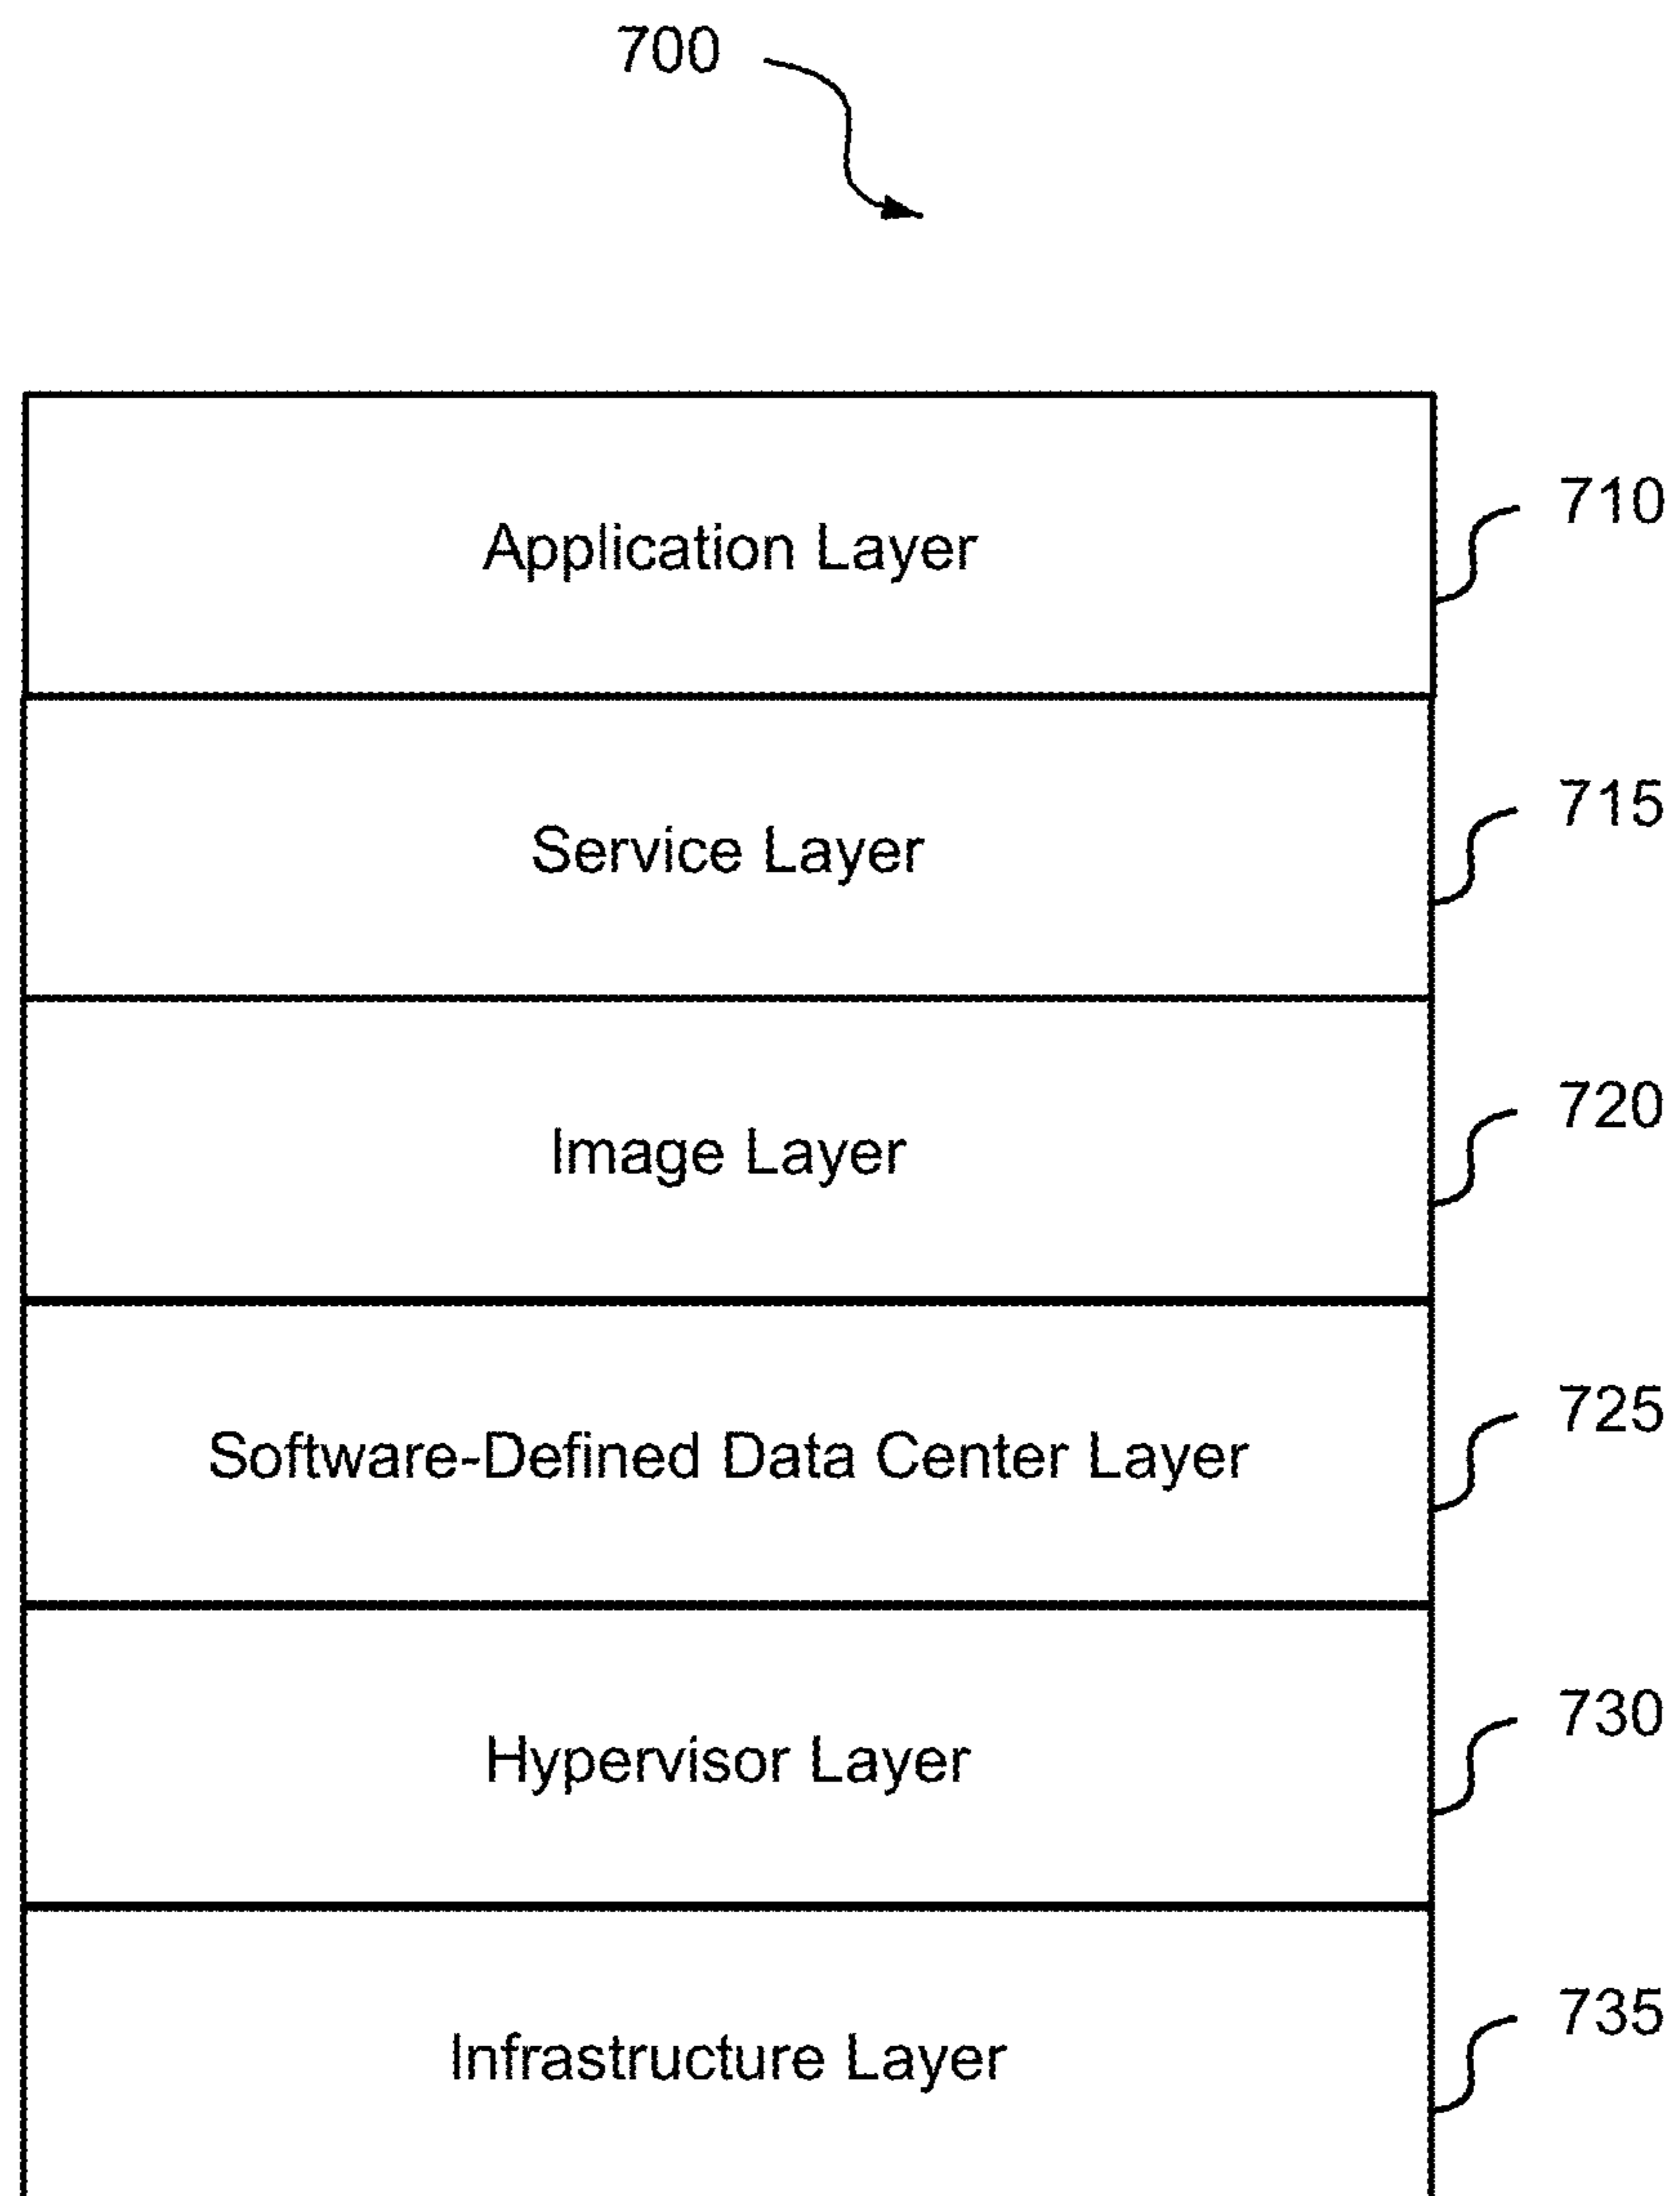 700
Application Layer
710
Service Layer
715
Image Layer
720
Software-Defined Data Center Layer
725
Hypervisor Layer
730
Infrastructure Layer
735